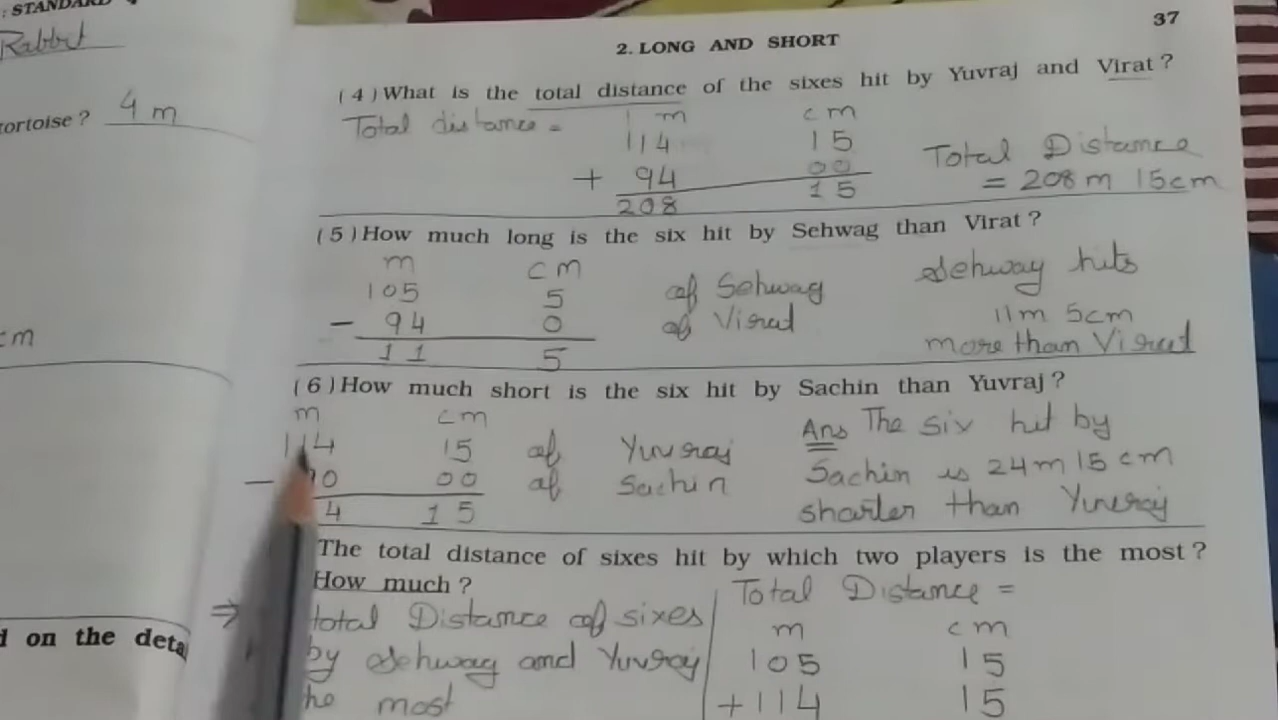 : STANDARD
37
Rabbit
2. LONG AND SHORT
(4) What is the total distance of the sixes hit by Yuvraj and Virat ?
tortoise ? 4 m
Total distance = m cm
1
114 15
+ 94 00
208 15
Total Distance
= 208 m 15cm
(5) How much long is the six hit by Sehwag than Virat ?
m cm
105 5 of Sehwag
- 94 0 of Virat
11 5
Sehwag hits
11m 5cm
more than Virat
cm
(6) How much short is the six hit by Sachin than Yuvraj ?
m cm
114 15 of Yuvraj
- 90 00 of Sachin
4 15
Ans The six hit by
Sachin is 24 m 15 cm
sharter than Yuvraj
The total distance of sixes hit by which two players is the most ?
How much ?
⇒ total Distance of sixes
by Sehwag and Yuvraj
he most
Total Distance =
m cm
105 15
+ 114 15
d on the deta